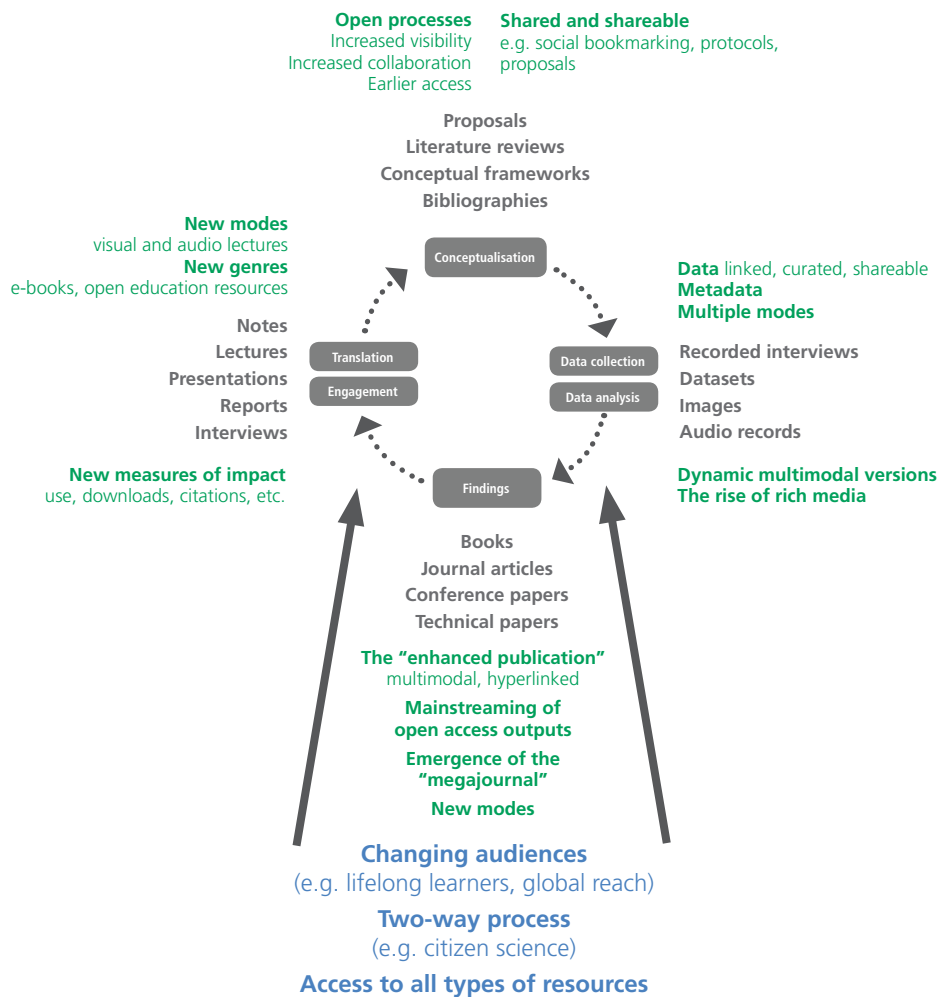 Open processes
Increased visibility
Increased collaboration
Earlier access
Shared and shareable
e.g. social bookmarking, protocols,
proposals
Proposals
Literature reviews
Conceptual frameworks
Bibliographies
New modes
visual and audio lectures
New genres
e-books, open education resources
Conceptualisation
Data linked, curated, shareable
Metadata
Multiple modes
Notes
Lectures
Presentations
Reports
Interviews
Translation
Engagement
Data collection
Data analysis
Recorded interviews
Datasets
Images
Audio records
New measures of impact
use, downloads, citations, etc.
Findings
Dynamic multimodal versions
The rise of rich media
Books
Journal articles
Conference papers
Technical papers
The “enhanced publication”
multimodal, hyperlinked
Mainstreaming of
open access outputs
Emergence of the
“megajournal”
New modes
Changing audiences
(e.g. lifelong learners, global reach)
Two-way process
(e.g. citizen science)
Access to all types of resources